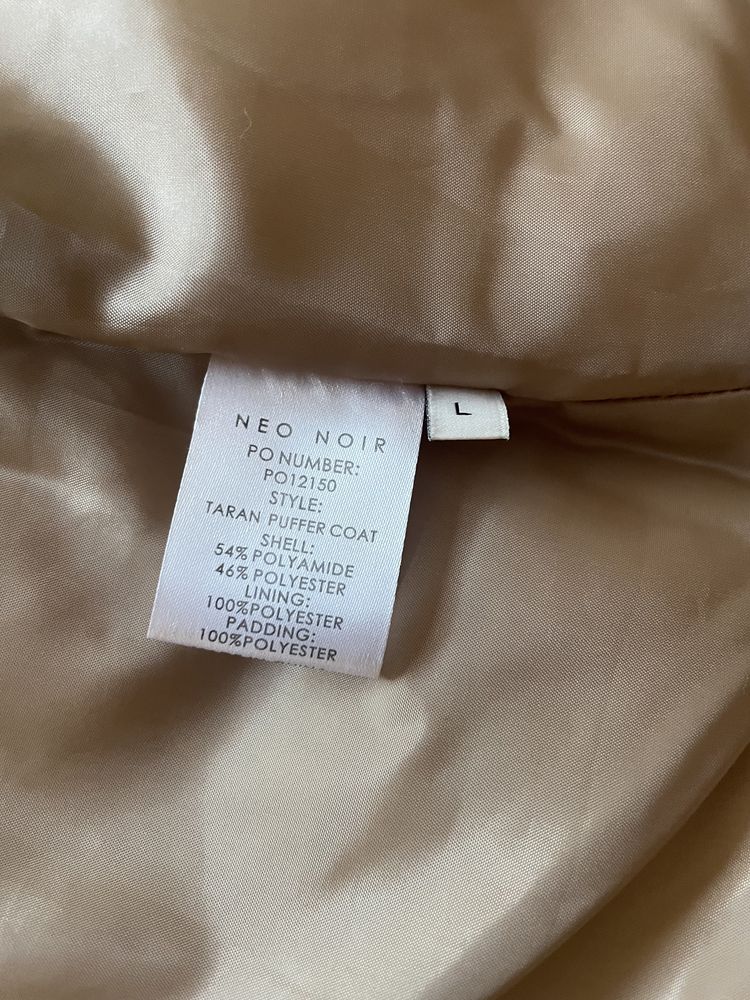 NEO NOIR
PO NUMBER:
PO12150
STYLE:
TARAN PUFFER COAT
SHELL:
54% POLYAMIDE
46% POLYESTER
LINING:
100%POLYESTER
PADDING:
100%POLYESTER
L